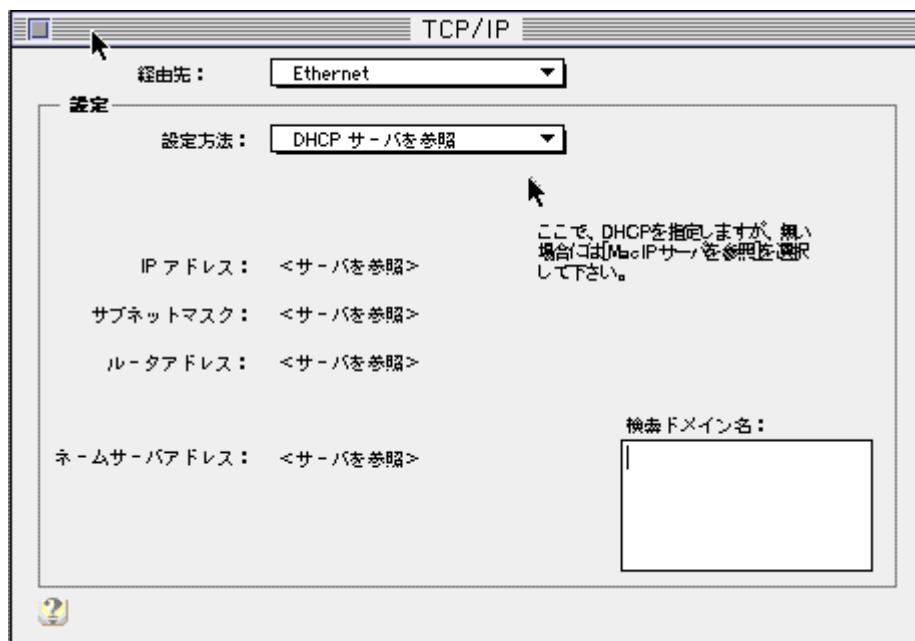 TCP/IP
経由先： Ethernet
設定
設定方法： DHCP サーバを参照
ここで、DHCPを指定しますが、無い
場合には[MacIPサーバを参照]を選択
して下さい。
IP アドレス： <サーバを参照>
サブネットマスク： <サーバを参照>
ルータアドレス： <サーバを参照>
検索ドメイン名：
ネームサーバアドレス： <サーバを参照>